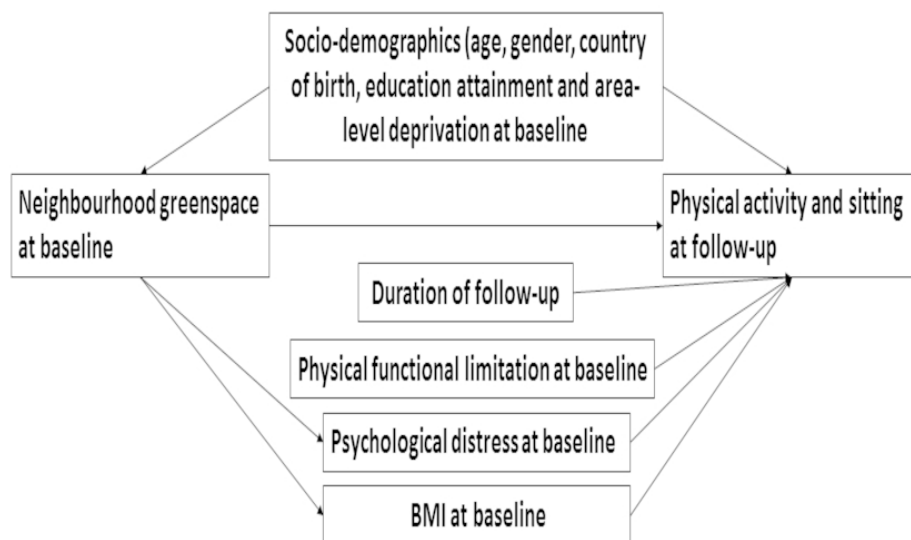 Socio-demographics (age, gender, country
of birth, education attainment and area-
level deprivation at baseline
Neighbourhood greenspace
at baseline
Physical activity and sitting
at follow-up
Duration of follow-up
Physical functional limitation at baseline
Psychological distress at baseline
BMI at baseline